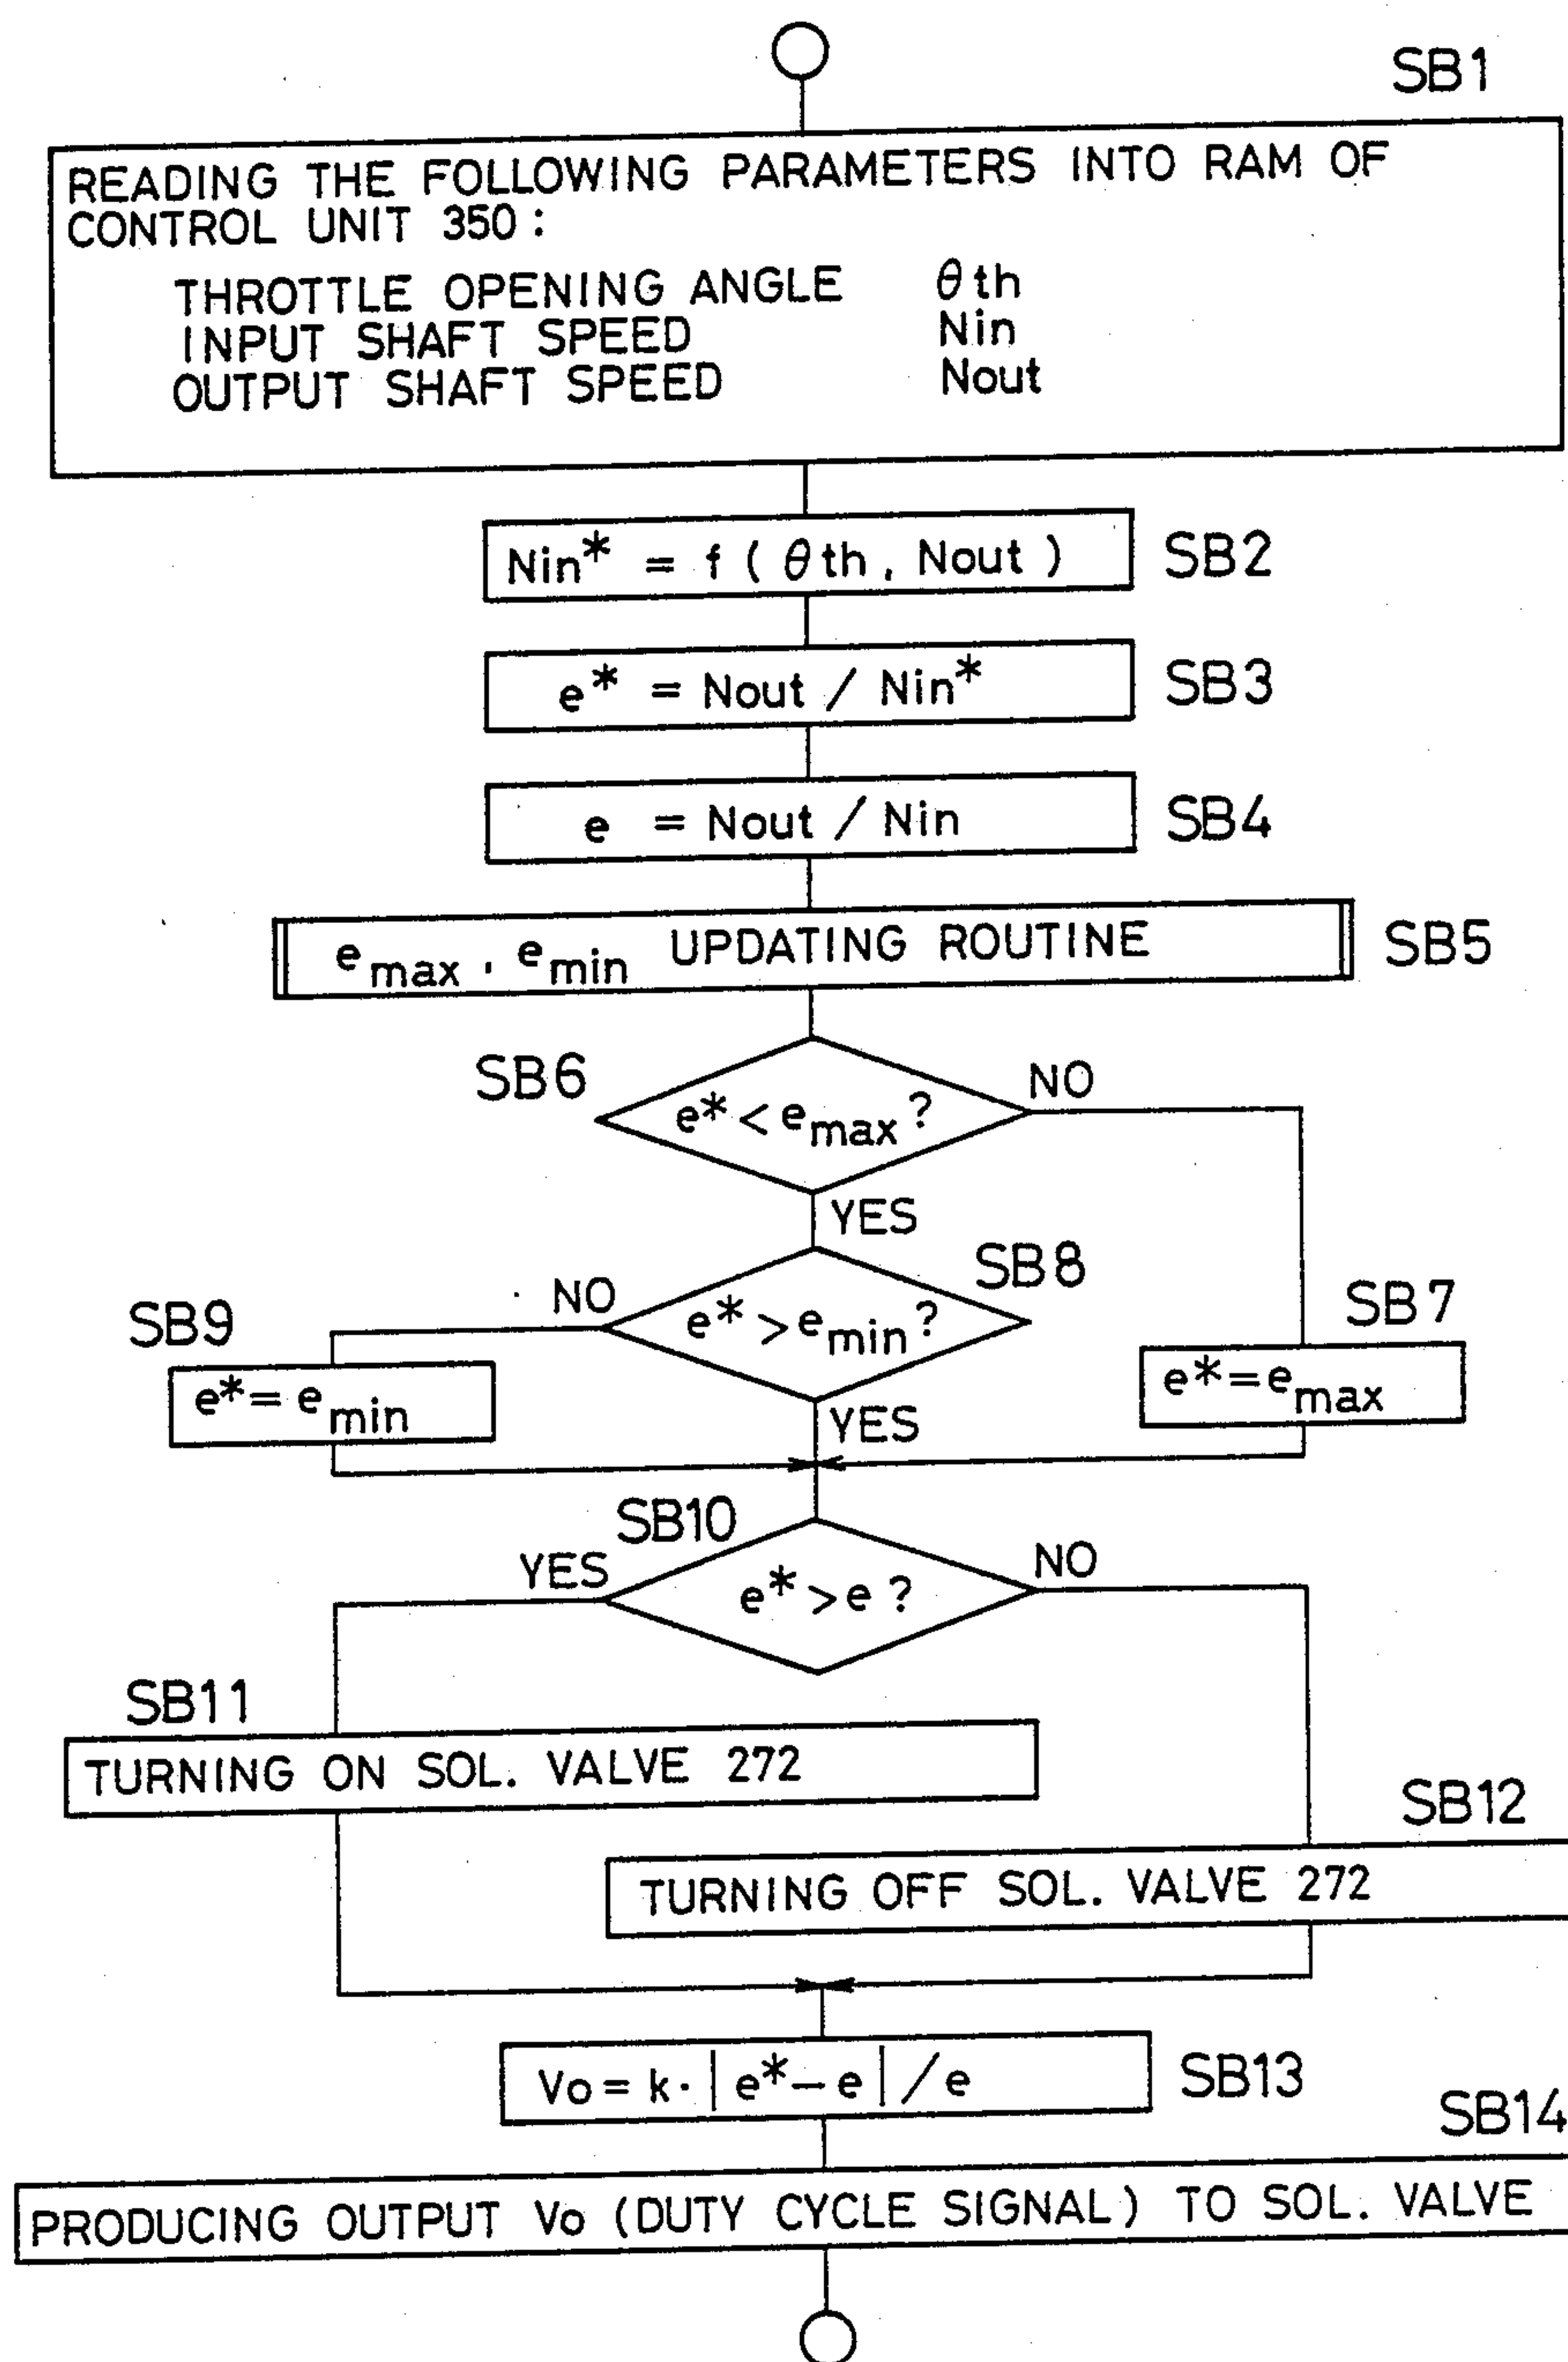 SB1
READING THE FOLLOWING PARAMETERS INTO RAM OF
CONTROL UNIT 350 :
THROTTLE OPENING ANGLE θth
INPUT SHAFT SPEED Nin
OUTPUT SHAFT SPEED Nout
Nin* = f ( θth , Nout ) SB2
e* = Nout / Nin* SB3
e = Nout / Nin SB4
emax , emin UPDATING ROUTINE SB5
SB6
e* < emax ?
NO
YES
SB8
NO
e* > emin ?
SB9
SB7
e* = emin
e* = emax
YES
SB10
YES
e* > e ?
NO
SB11
TURNING ON SOL. VALVE 272
SB12
TURNING OFF SOL. VALVE 272
Vo = k · | e* – e | / e SB13
SB14
PRODUCING OUTPUT Vo (DUTY CYCLE SIGNAL) TO SOL. VALVE